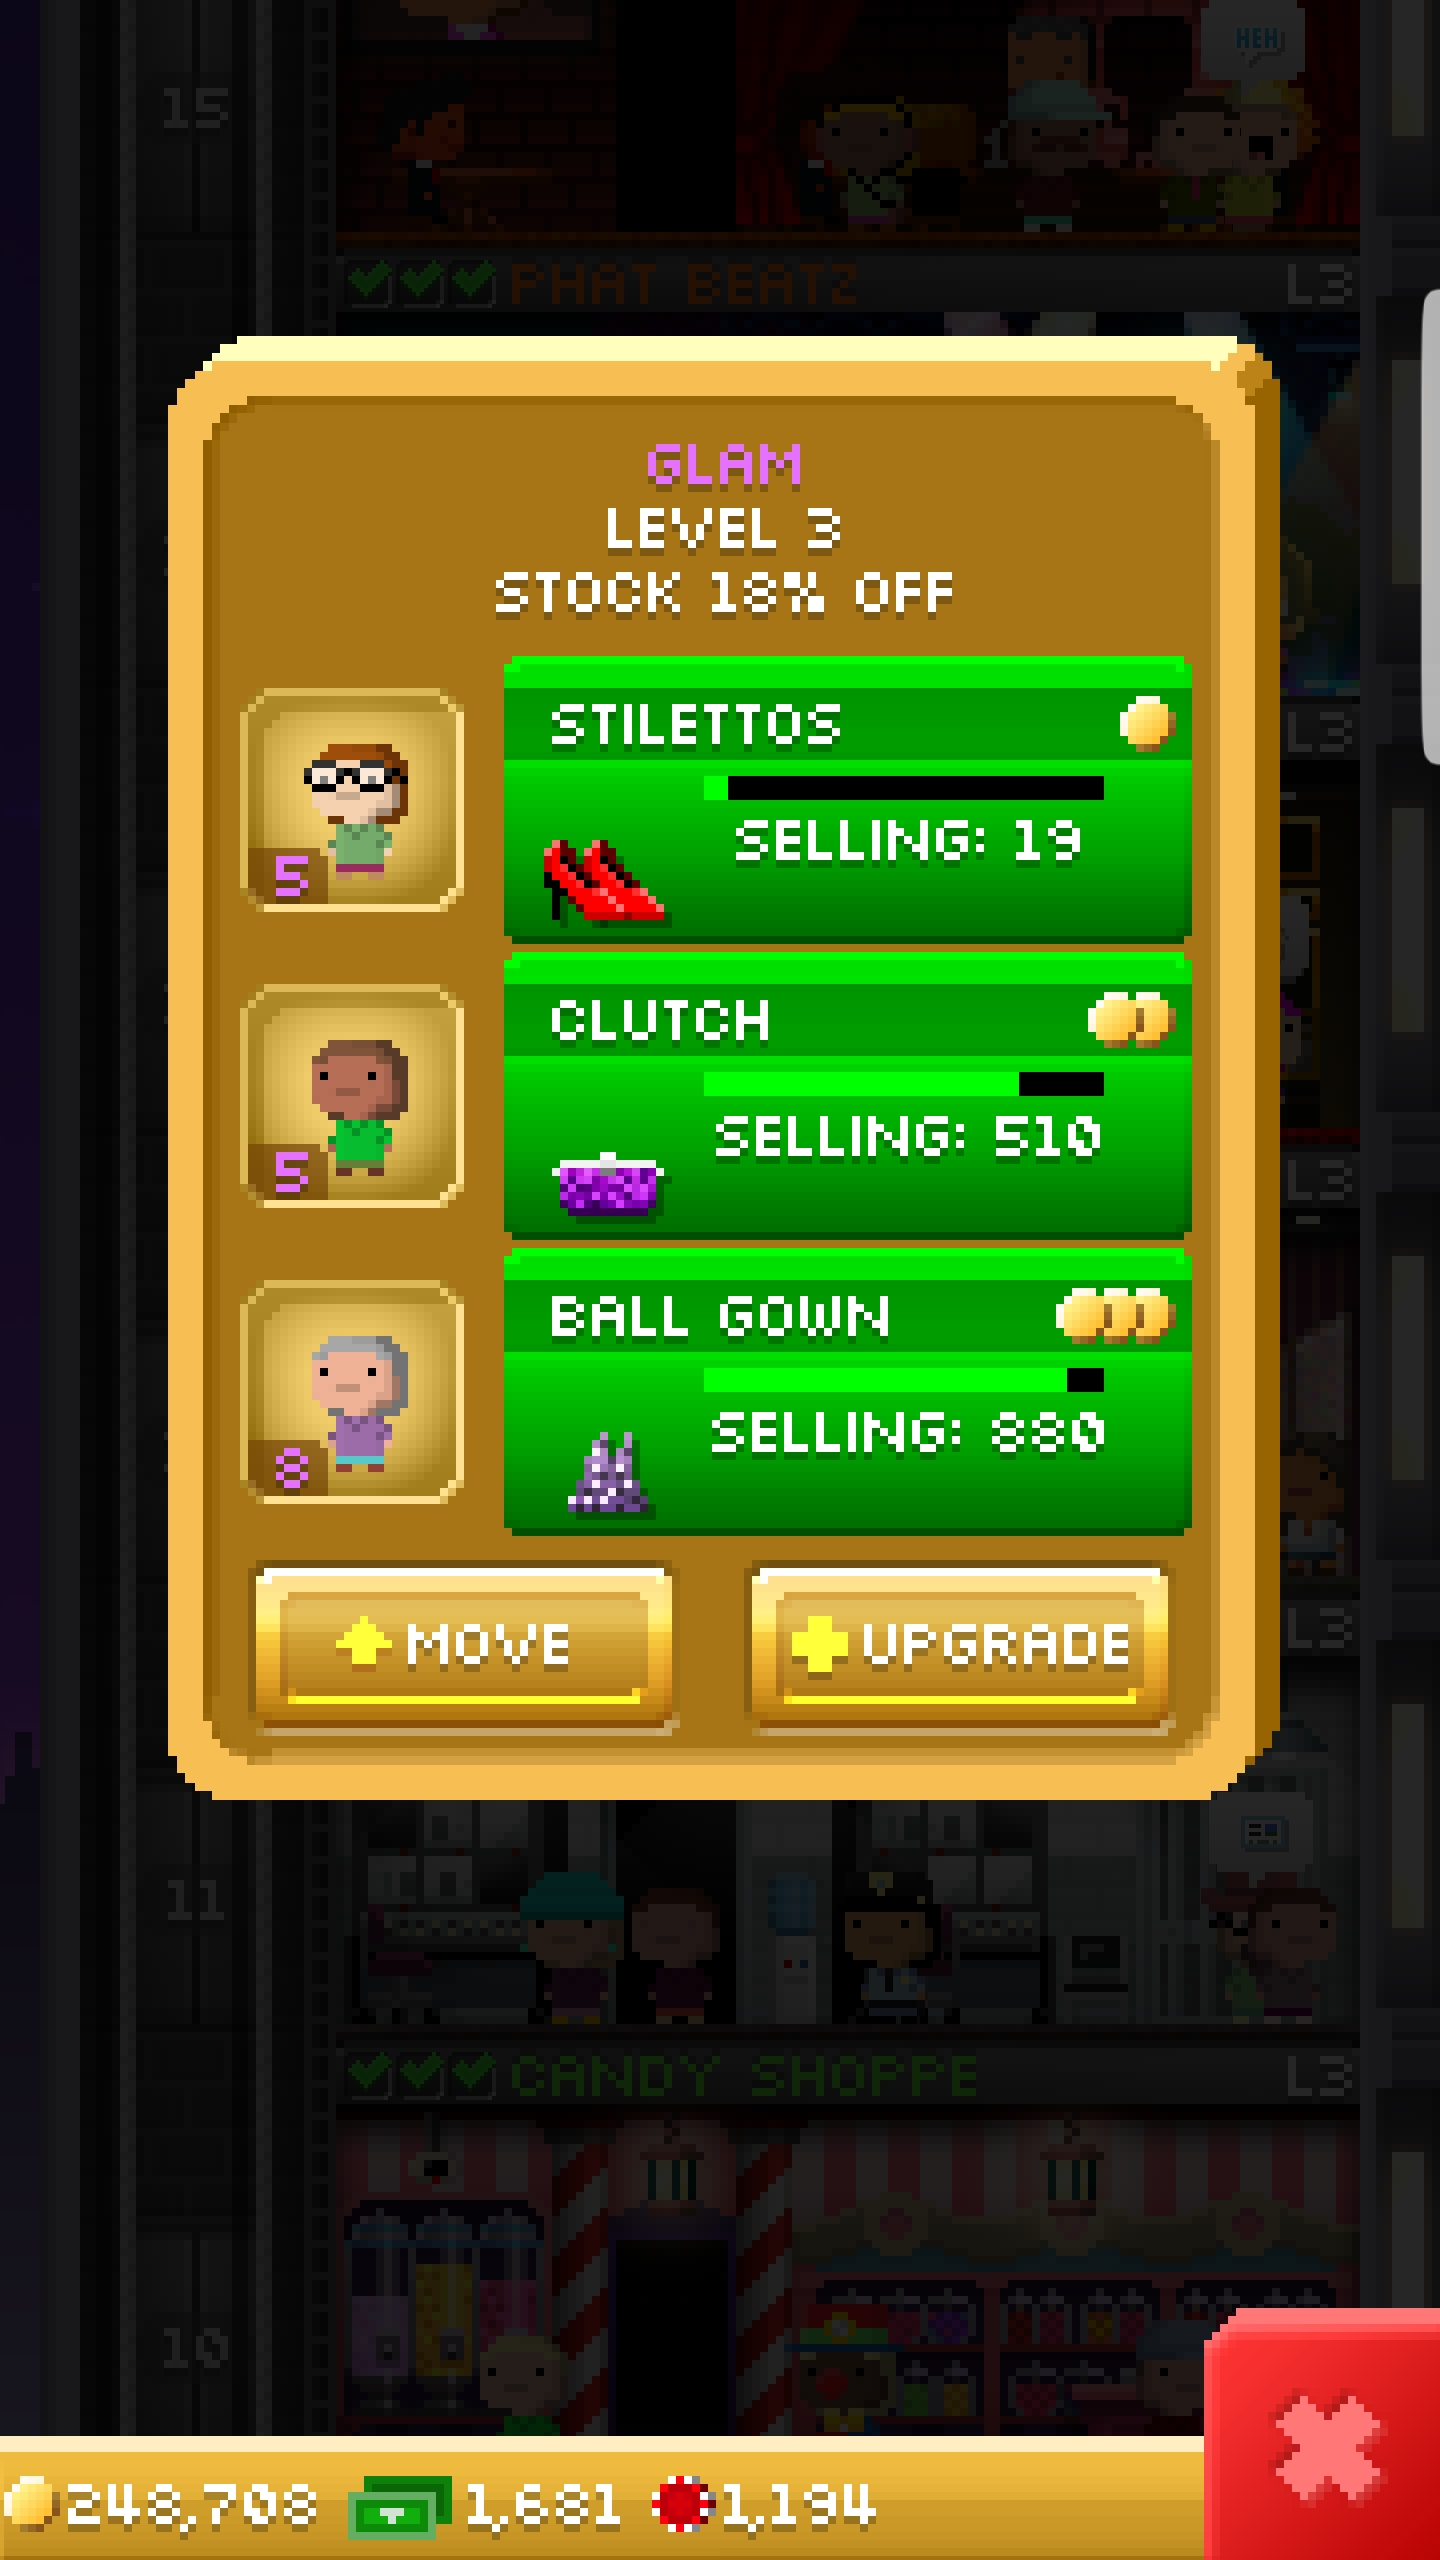 HEH
15
PHAT BEATZ
L3
GLAM
LEVEL 3
STOCK 18% OFF
STILETTOS
L3
SELLING: 19
5
CLUTCH
SELLING: 510
5
L3
BALL GOWN
SELLING: 880
8
MOVE
UPGRADE
L3
11
CANDY SHOPPE
L3
10
248,708
1,681
1,194